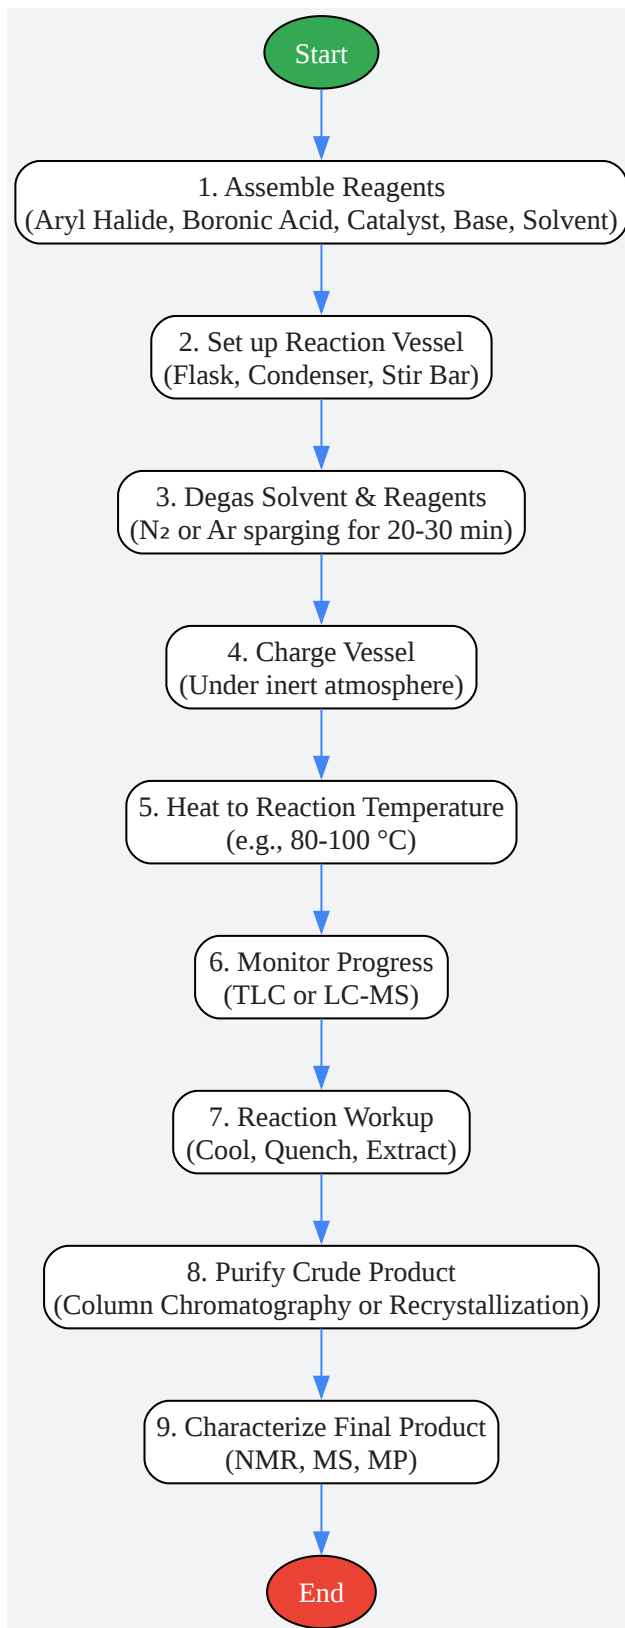 Start
1. Assemble Reagents
(Aryl Halide, Boronic Acid, Catalyst, Base, Solvent)
2. Set up Reaction Vessel
(Flask, Condenser, Stir Bar)
3. Degas Solvent & Reagents
(N₂ or Ar sparging for 20-30 min)
4. Charge Vessel
(Under inert atmosphere)
5. Heat to Reaction Temperature
(e.g., 80-100 °C)
6. Monitor Progress
(TLC or LC-MS)
7. Reaction Workup
(Cool, Quench, Extract)
8. Purify Crude Product
(Column Chromatography or Recrystallization)
9. Characterize Final Product
(NMR, MS, MP)
End